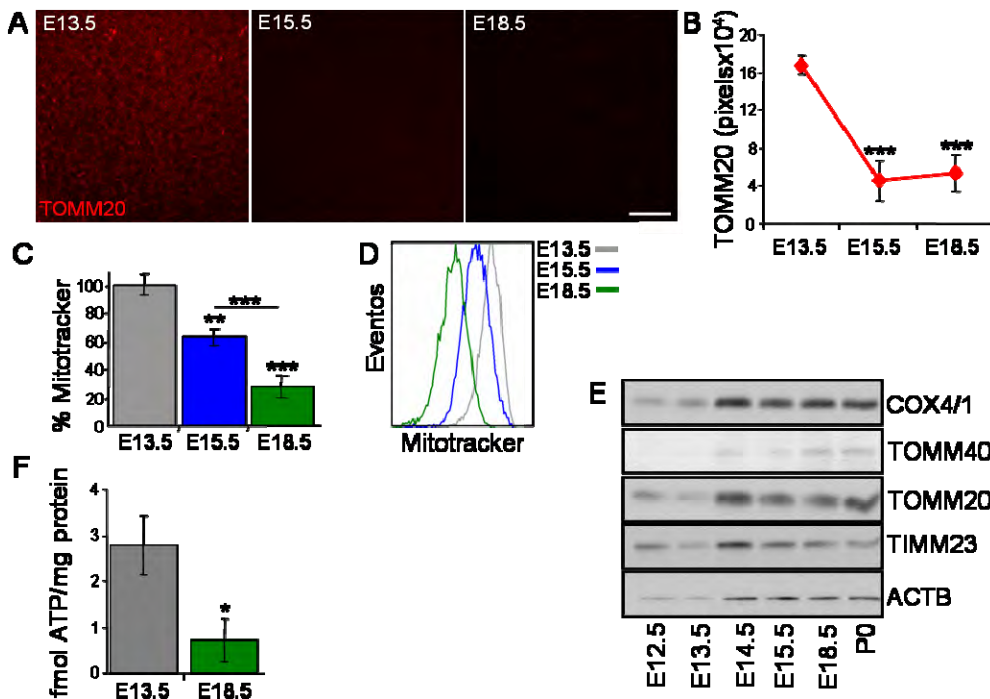 A
E13.5
E15.5
E18.5
TOMM20
B
TOMM20 (pixelsx10⁴)
20
16
12
8
4
0
***
***
E13.5 E15.5 E18.5
C
% Mitotracker
100
80
60
40
20
0
**
***
***
E13.5 E15.5 E18.5
D
E13.5
E15.5
E18.5
Eventos
Mitotracker
E
COX4/1
TOMM40
TOMM20
TIMM23
ACTB
E12.5
E13.5
E14.5
E15.5
E18.5
P0
F
fmol ATP/mg protein
4
3
2
1
0
*
E13.5 E18.5